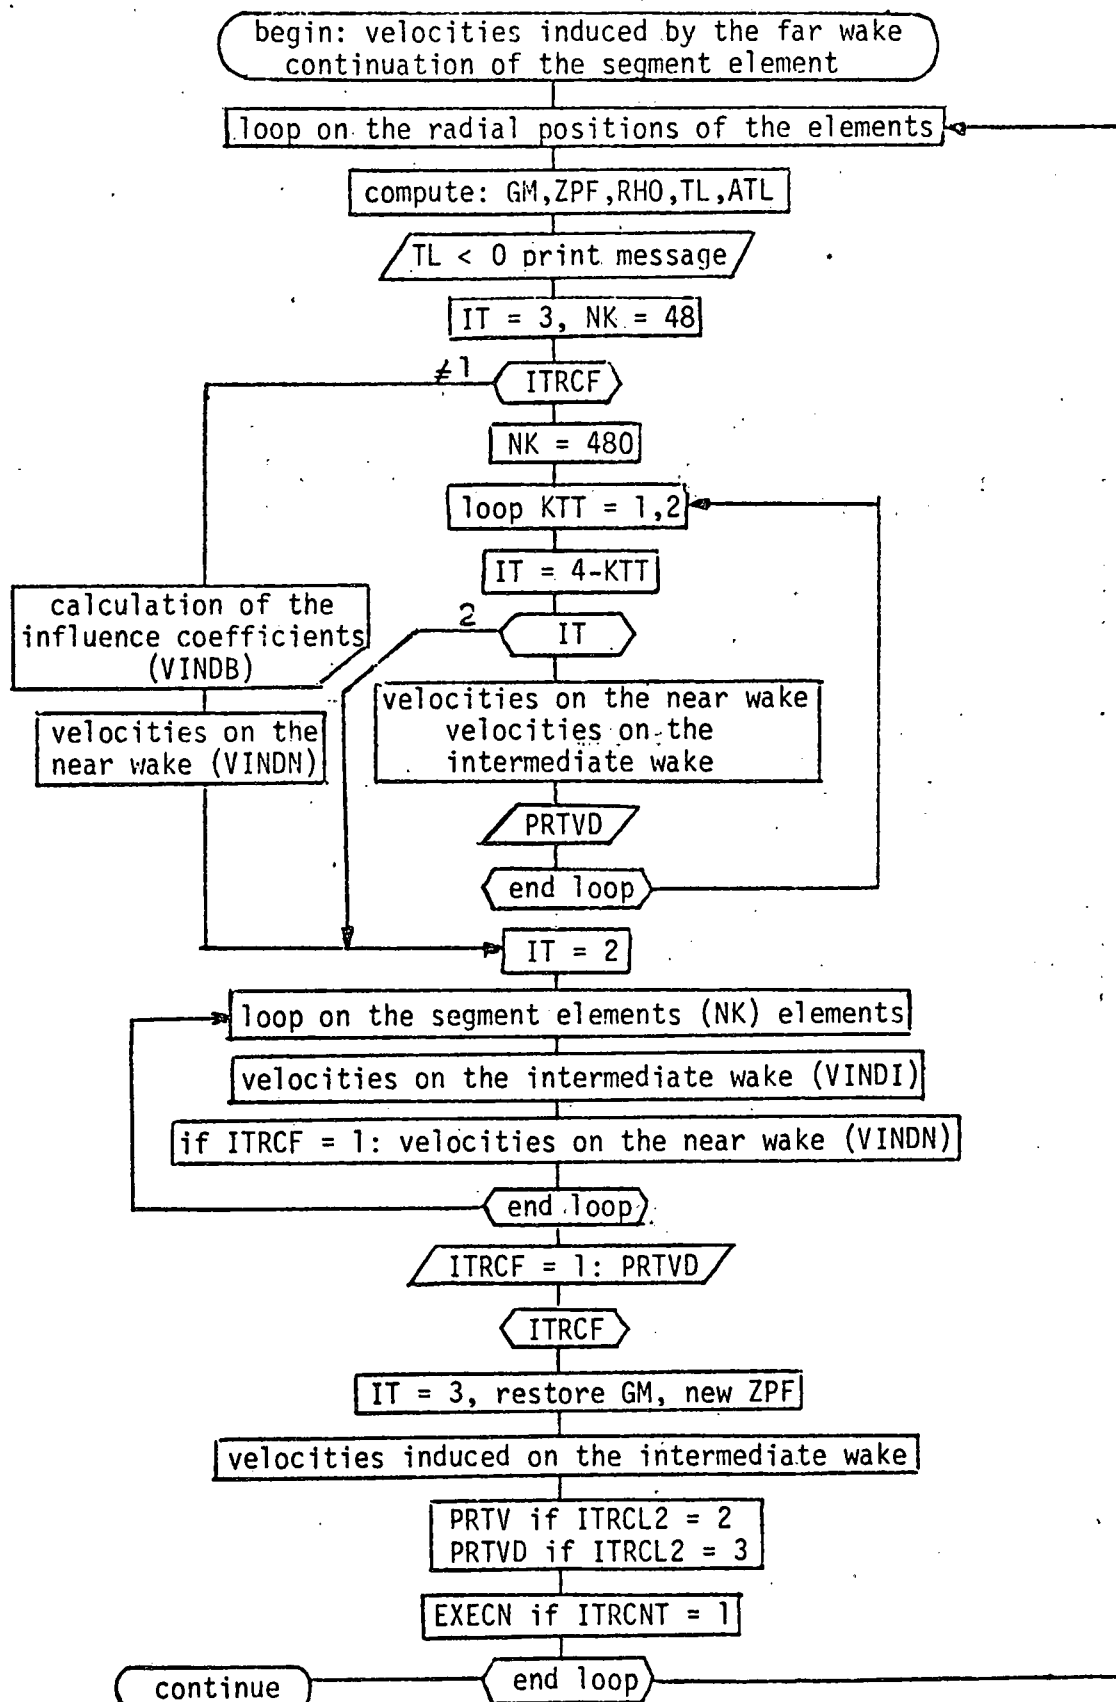 begin: velocities induced by the far wake
continuation of the segment element
loop on the radial positions of the elements
compute: GM,ZPF,RHO,TL,ATL
TL < 0 print message
IT = 3, NK = 48
≠1
ITRCF
NK = 480
loop KTT = 1,2
IT = 4-KTT
2
IT
calculation of the
influence coefficients
(VINDB)
velocities on the
near wake (VINDN)
velocities on the near wake
velocities on the
intermediate wake
PRTVD
end loop
IT = 2
loop on the segment elements (NK) elements
velocities on the intermediate wake (VINDI)
if ITRCF = 1: velocities on the near wake (VINDN)
end loop
ITRCF = 1: PRTVD
ITRCF
IT = 3, restore GM, new ZPF
velocities induced on the intermediate wake
PRTV if ITRCL2 = 2
PRTVD if ITRCL2 = 3
EXECN if ITRCNT = 1
end loop
continue